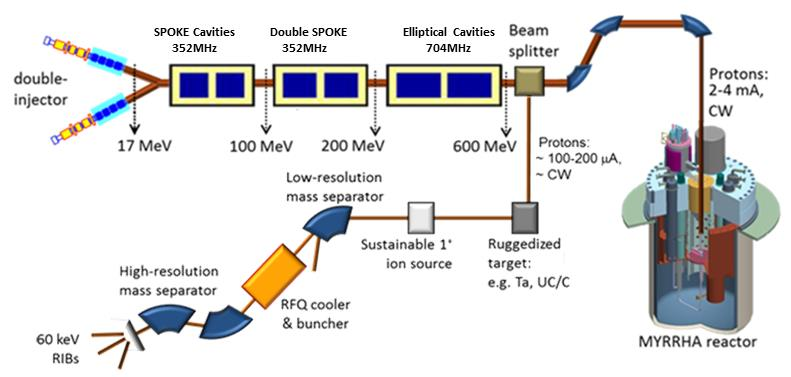 SPOKE Cavities
352MHz
Double SPOKE
352MHz
Elliptical Cavities
704MHz
Beam
splitter
double-
injector
17 MeV
100 MeV
200 MeV
600 MeV
Protons:
2-4 mA,
CW
Protons:
~ 100-200 µA,
~ CW
Low-resolution
mass separator
Sustainable 1⁺
ion source
Ruggedized
target:
e.g. Ta, UC/C
High-resolution
mass separator
RFQ cooler
& buncher
60 keV
RIBs
MYRRHA reactor